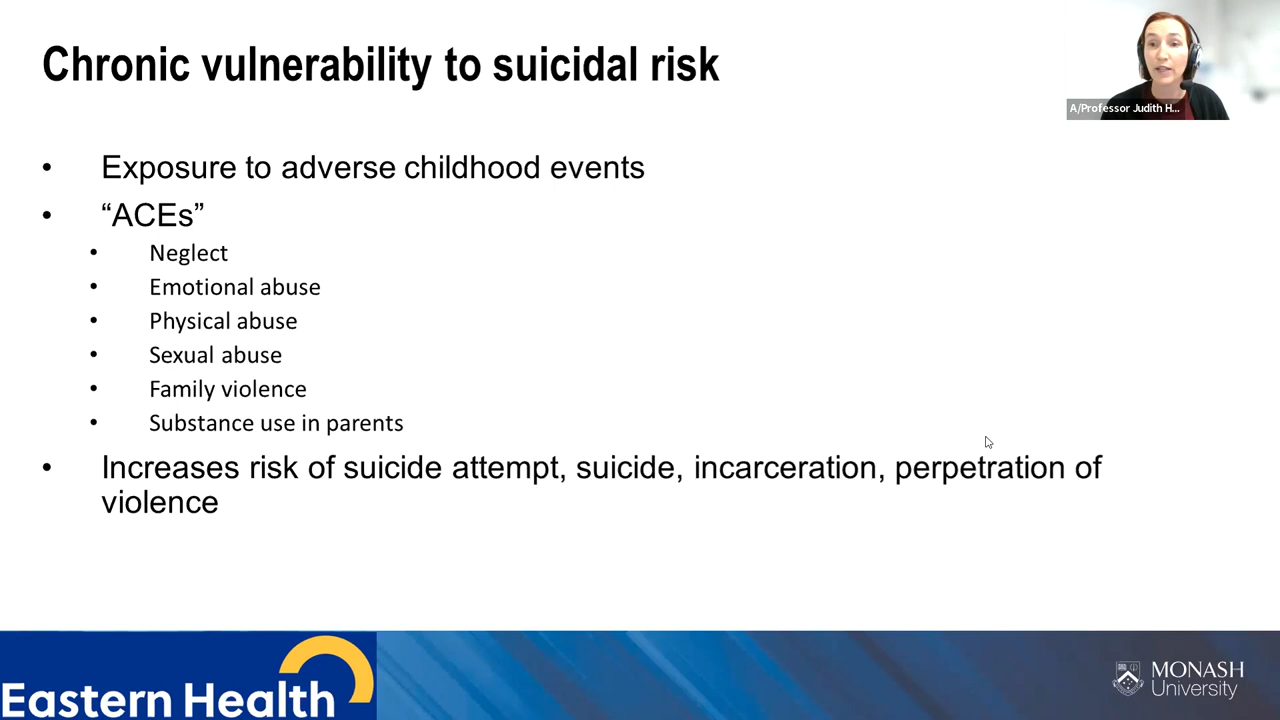 Chronic vulnerability to suicidal risk
A/Professor Judith H...
• Exposure to adverse childhood events
• “ACEs”
• Neglect
• Emotional abuse
• Physical abuse
• Sexual abuse
• Family violence
• Substance use in parents
• Increases risk of suicide attempt, suicide, incarceration, perpetration of
violence
Eastern Health
MONASH
University